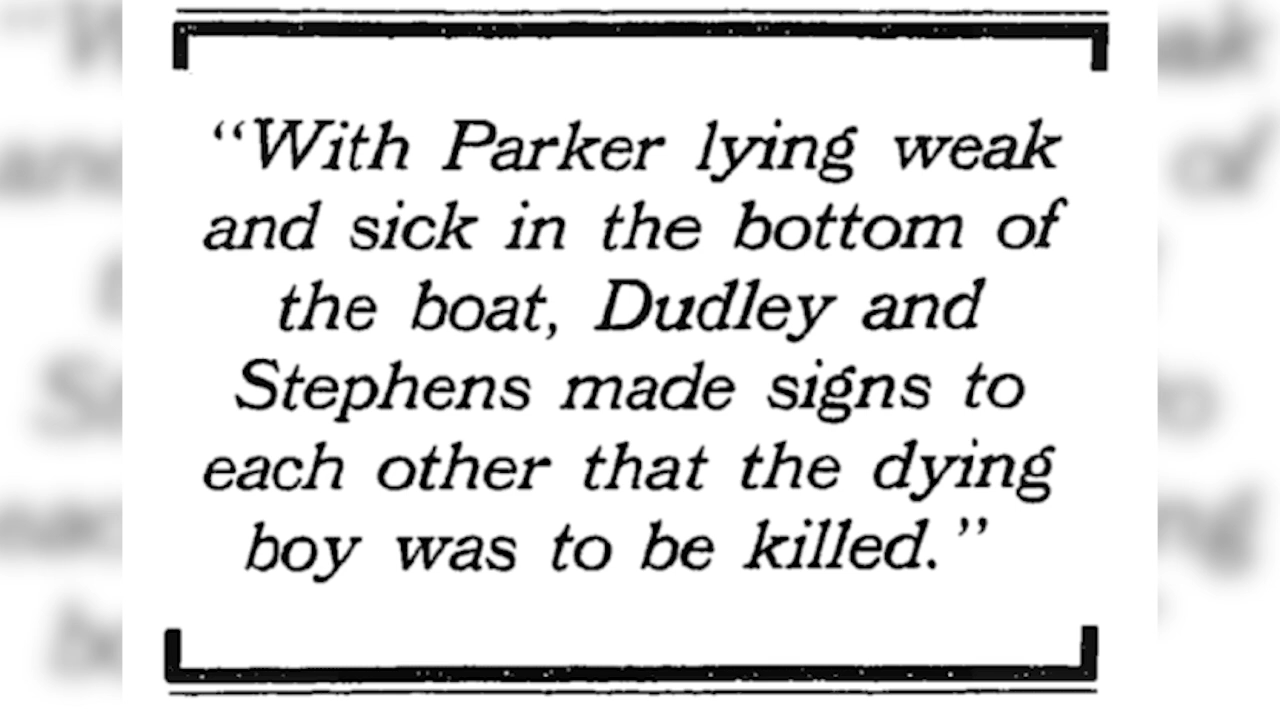 “With Parker lying weak
and sick in the bottom of
the boat, Dudley and
Stephens made signs to
each other that the dying
boy was to be killed.”